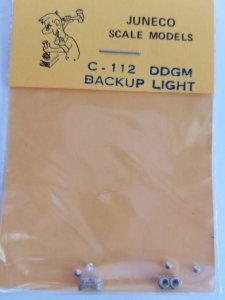 JUNECO
SCALE MODELS
C-112 DDGM
BACKUP LIGHT